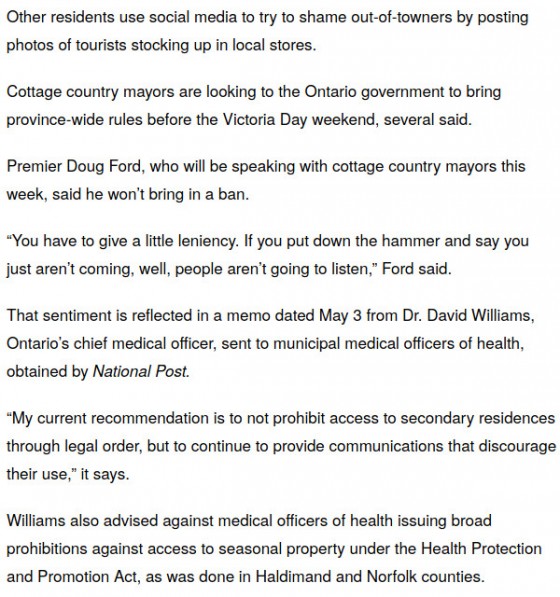 Other residents use social media to try to shame out-of-towners by posting
photos of tourists stocking up in local stores.
Cottage country mayors are looking to the Ontario government to bring
province-wide rules before the Victoria Day weekend, several said.
Premier Doug Ford, who will be speaking with cottage country mayors this
week, said he won’t bring in a ban.
“You have to give a little leniency. If you put down the hammer and say you
just aren’t coming, well, people aren’t going to listen,” Ford said.
That sentiment is reflected in a memo dated May 3 from Dr. David Williams,
Ontario’s chief medical officer, sent to municipal medical officers of health,
obtained by National Post.
“My current recommendation is to not prohibit access to secondary residences
through legal order, but to continue to provide communications that discourage
their use,” it says.
Williams also advised against medical officers of health issuing broad
prohibitions against access to seasonal property under the Health Protection
and Promotion Act, as was done in Haldimand and Norfolk counties.